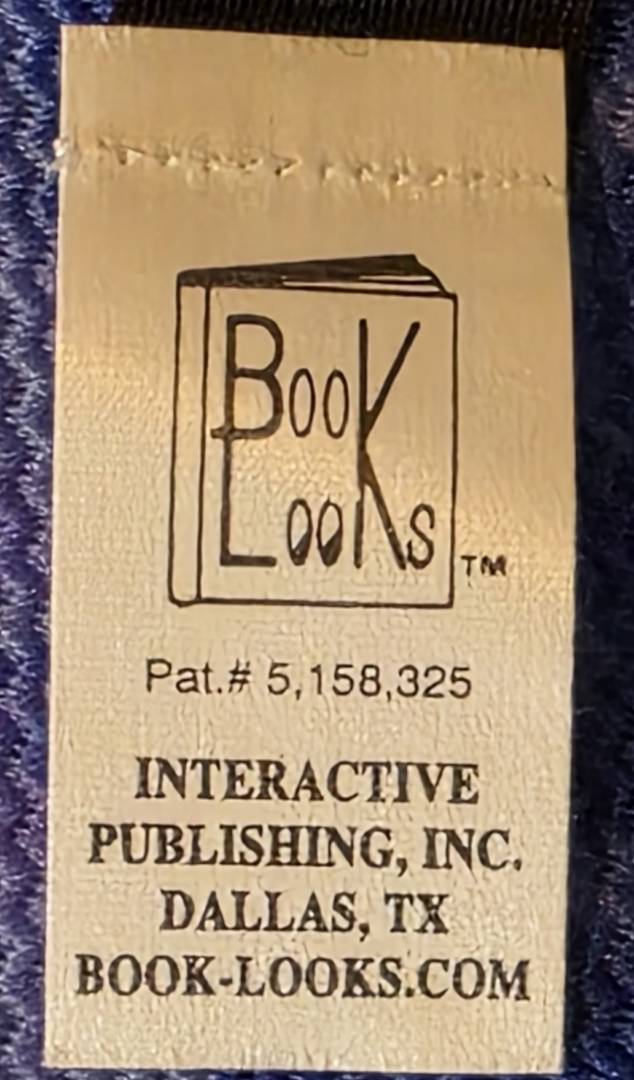 BOOK
LOOKS ™
Pat.# 5,158,325
INTERACTIVE
PUBLISHING, INC.
DALLAS, TX
BOOK-LOOKS.COM